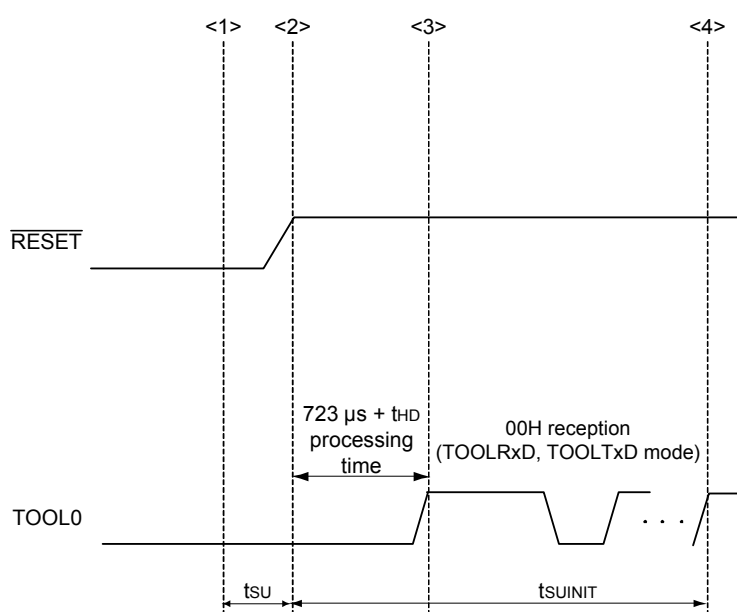 <1> <2> <3> <4>
RESET
723 µs + tHD
processing
time
00H reception
(TOOLRxD, TOOLTxD mode)
TOOL0
. . .
tSU
tSUINIT